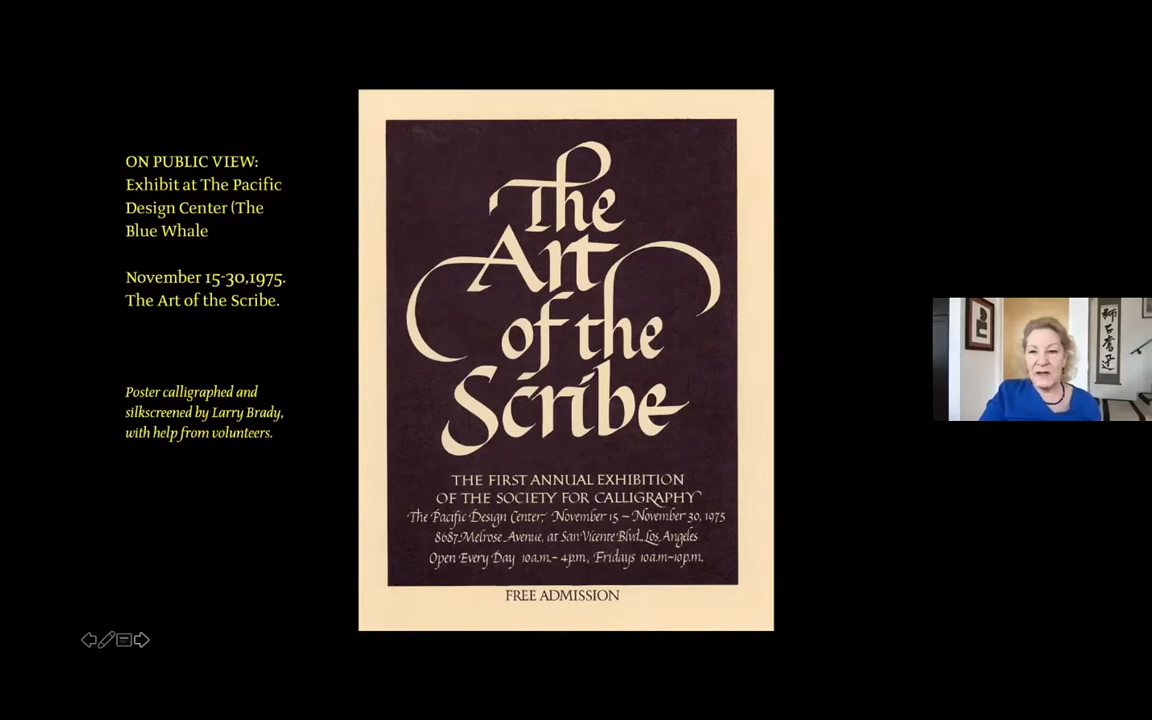 ON PUBLIC VIEW:
Exhibit at The Pacific
Design Center (The
Blue Whale
November 15-30,1975.
The Art of the Scribe.
Poster calligraphed and
silkscreened by Larry Brady,
with help from volunteers.
The
Art
of the
Scribe
THE FIRST ANNUAL EXHIBITION
OF THE SOCIETY FOR CALLIGRAPHY
The Pacific Design Center, November 15 – November 30, 1975
8687 Melrose Avenue, at San Vicente Blvd., Los Angeles
Open Every Day 10a.m.– 4p.m., Fridays 10a.m–10p.m.
FREE ADMISSION